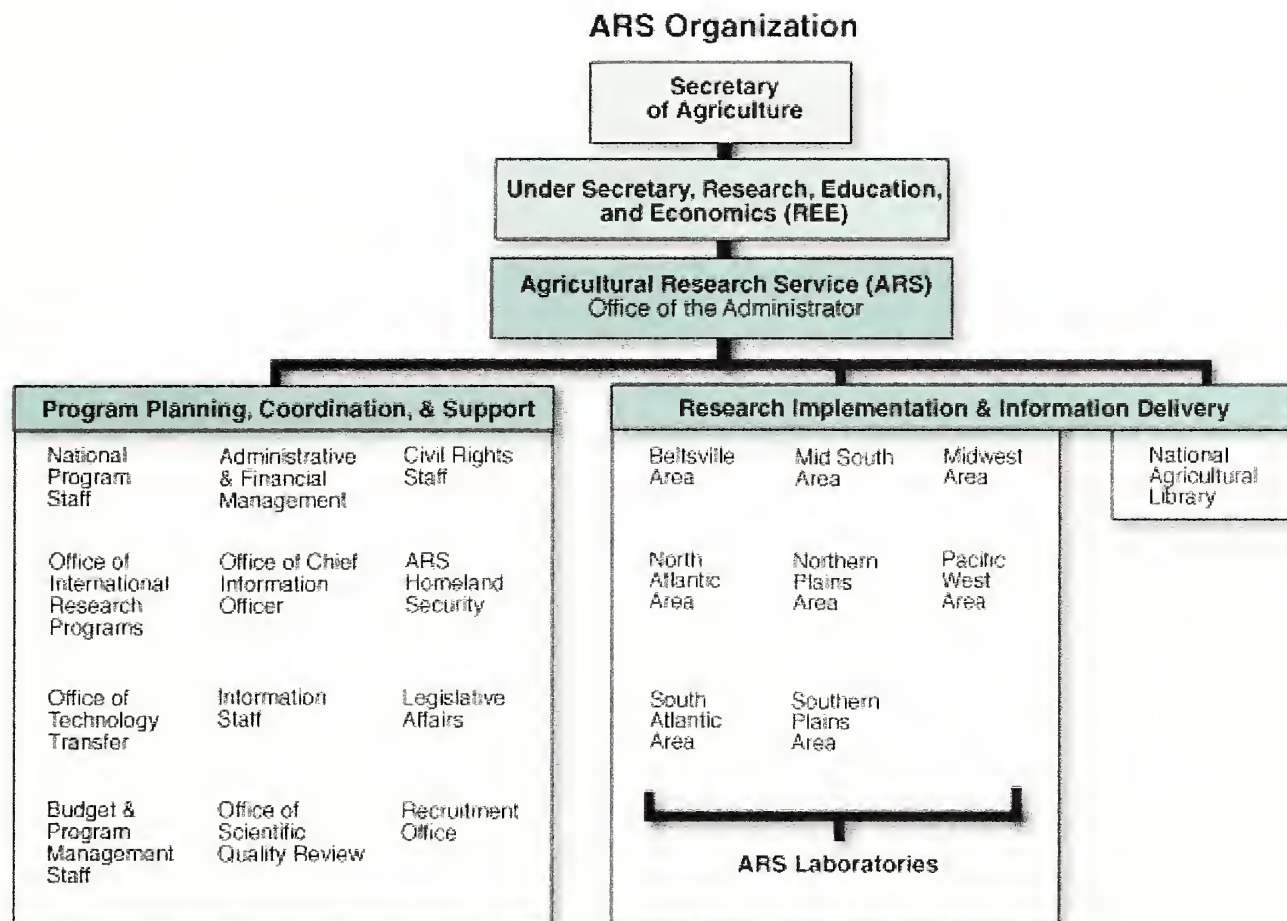 ARS Organization
Secretary
of Agriculture
Under Secretary, Research, Education,
and Economics (REE)
Agricultural Research Service (ARS)
Office of the Administrator
Program Planning, Coordination, & Support
National
Program
Staff
Administrative
& Financial
Management
Civil Rights
Staff
Office of
International
Research
Programs
Office of Chief
Information
Officer
ARS
Homeland
Security
Office of
Technology
Transfer
Information
Staff
Legislative
Affairs
Budget &
Program
Management
Staff
Office of
Scientific
Quality Review
Recruitment
Office
Research Implementation & Information Delivery
Beltsville
Area
Mid South
Area
Midwest
Area
North
Atlantic
Area
Northern
Plains
Area
Pacific
West
Area
South
Atlantic
Area
Southern
Plains
Area
ARS Laboratories
National
Agricultural
Library